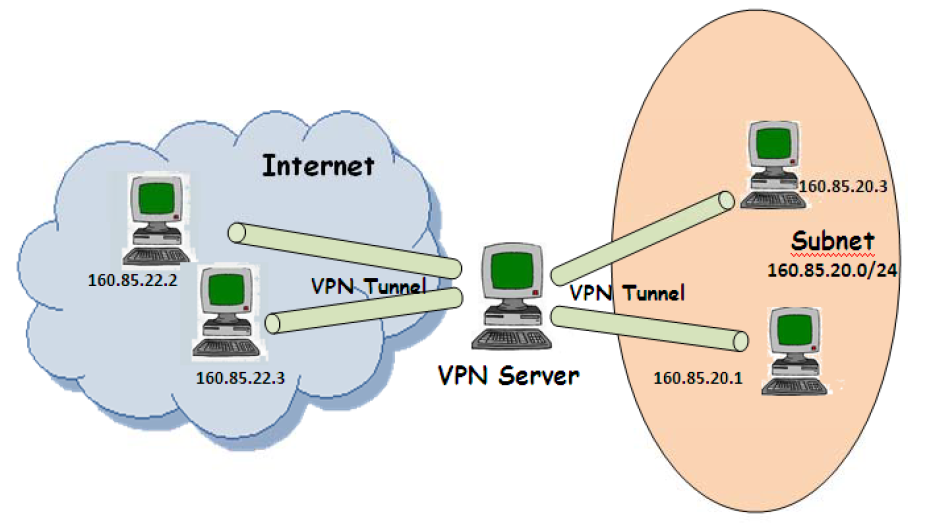 Internet
160.85.22.2
VPN Tunnel
160.85.22.3
VPN Server
VPN Tunnel
160.85.20.3
Subnet
160.85.20.0/24
160.85.20.1